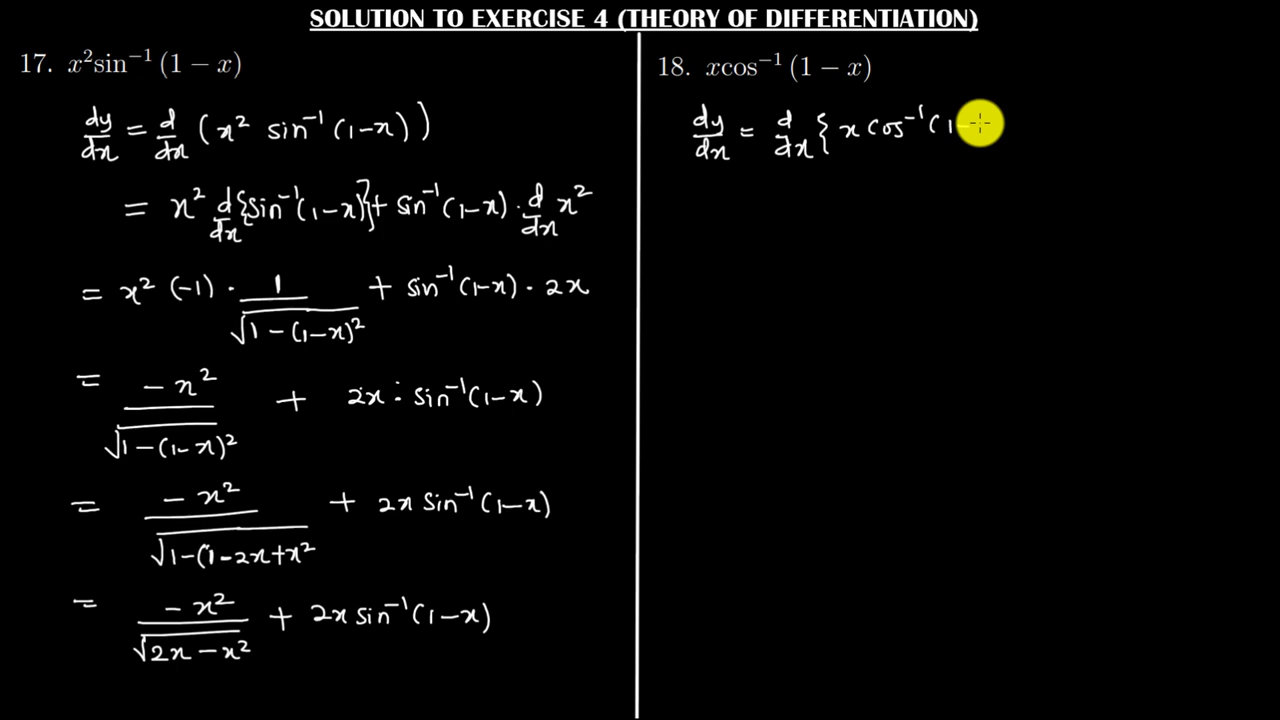 SOLUTION TO EXERCISE 4 (THEORY OF DIFFERENTIATION)
17. x²sin⁻¹ (1 − x)
dy/dx = d/dx (x² sin⁻¹ (1−x))
= x² d/dx {sin⁻¹(1−x)} + sin⁻¹(1−x) · d/dx x²
= x² (−1) · 1/√(1−(1−x)²) + sin⁻¹(1−x) · 2x
= −x²/√(1−(1−x)²) + 2x · sin⁻¹(1−x)
= −x²/√(1−(1−2x+x²) + 2x sin⁻¹(1−x)
= −x²/√(2x−x²) + 2x sin⁻¹(1−x)
18. xcos⁻¹ (1 − x)
dy/dx = d/dx { x cos⁻¹(1−